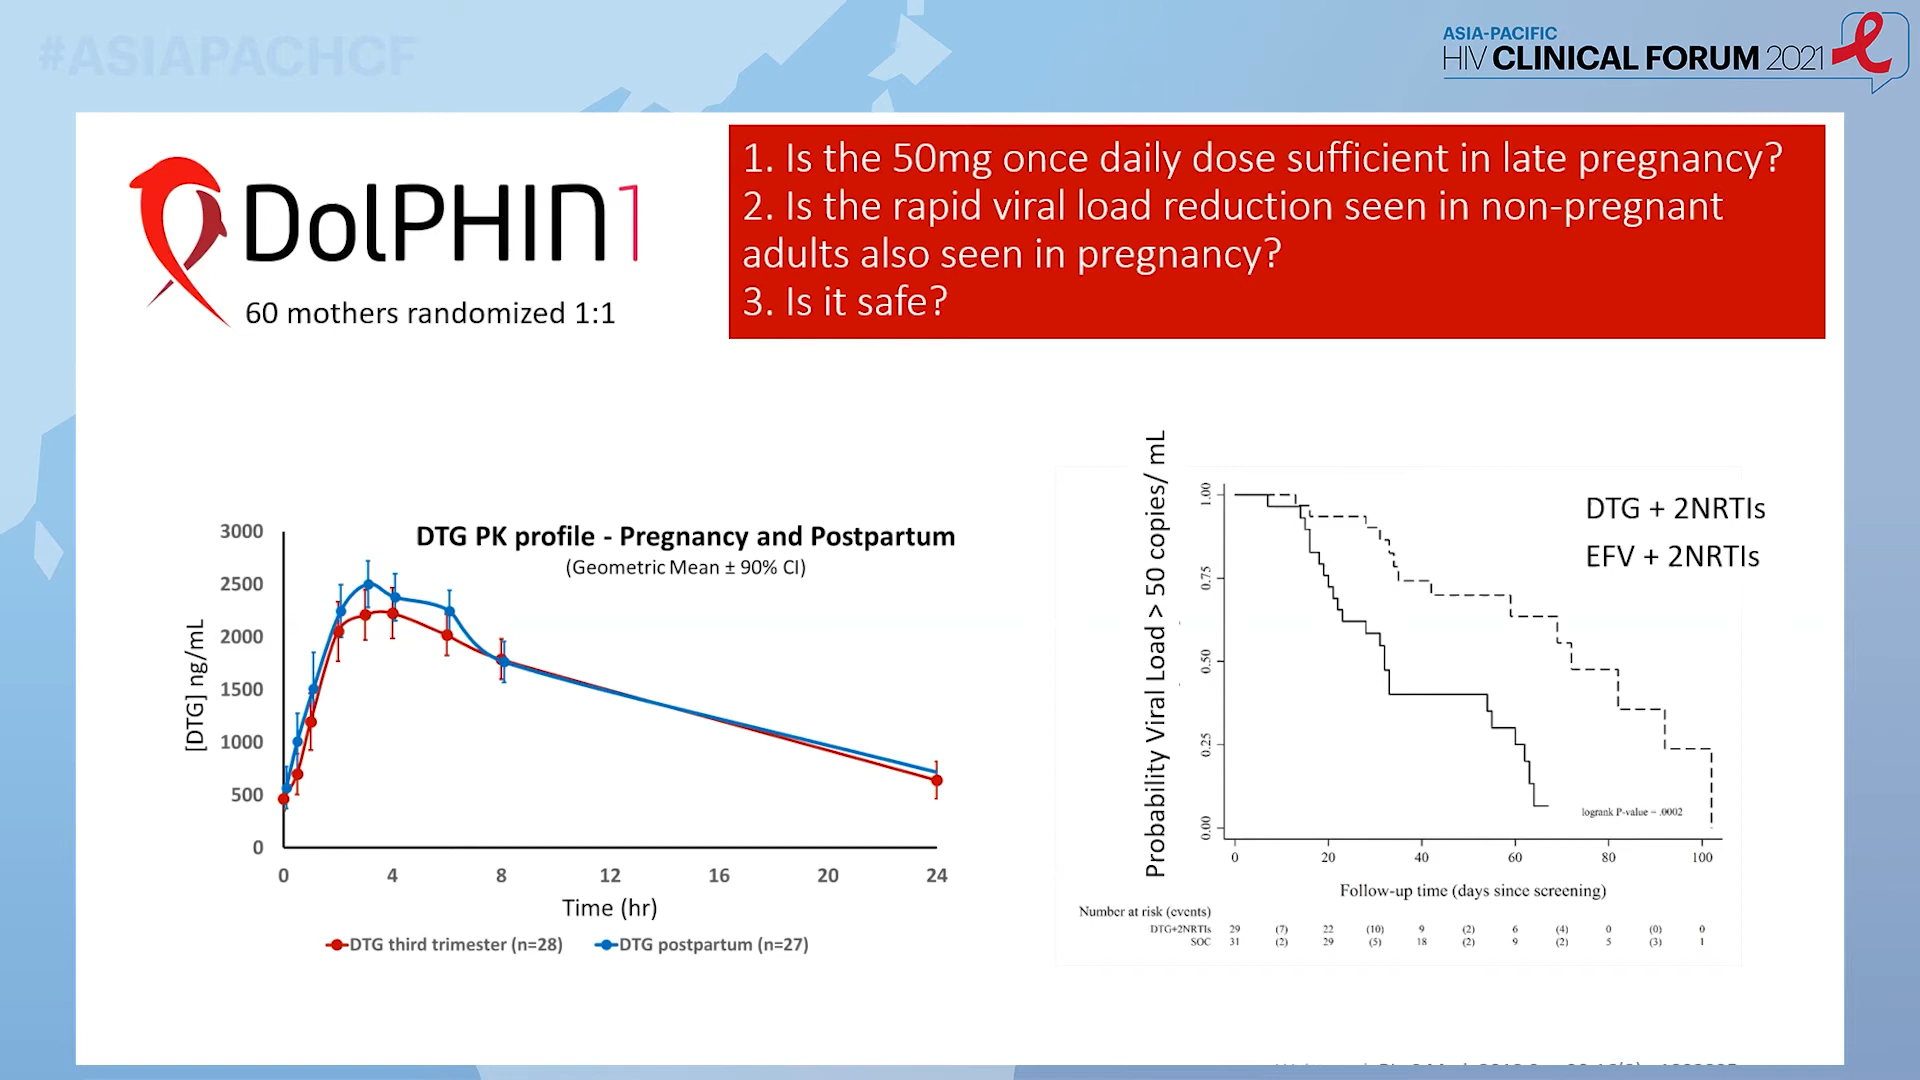 #ASIAPACHCF
ASIA-PACIFIC
HIV CLINICAL FORUM 2021
DolPHIN1
60 mothers randomized 1:1
1. Is the 50mg once daily dose sufficient in late pregnancy?
2. Is the rapid viral load reduction seen in non-pregnant
adults also seen in pregnancy?
3. Is it safe?
DTG PK profile - Pregnancy and Postpartum
(Geometric Mean ± 90% CI)
[DTG] ng/mL
3000
2500
2000
1500
1000
500
0
0 4 8 12 16 20 24
Time (hr)
DTG third trimester (n=28) DTG postpartum (n=27)
Probability Viral Load > 50 copies/ mL
1.00
0.75
0.50
0.25
0.00
DTG + 2NRTIs
EFV + 2NRTIs
logrank P-value = .0002
0 20 40 60 80 100
Follow-up time (days since screening)
Number at risk (events)
DTG+2NRTIs 29 (7) 22 (10) 9 (2) 6 (4) 0 (0) 0
SOC 31 (2) 29 (5) 18 (2) 9 (2) 5 (3) 1